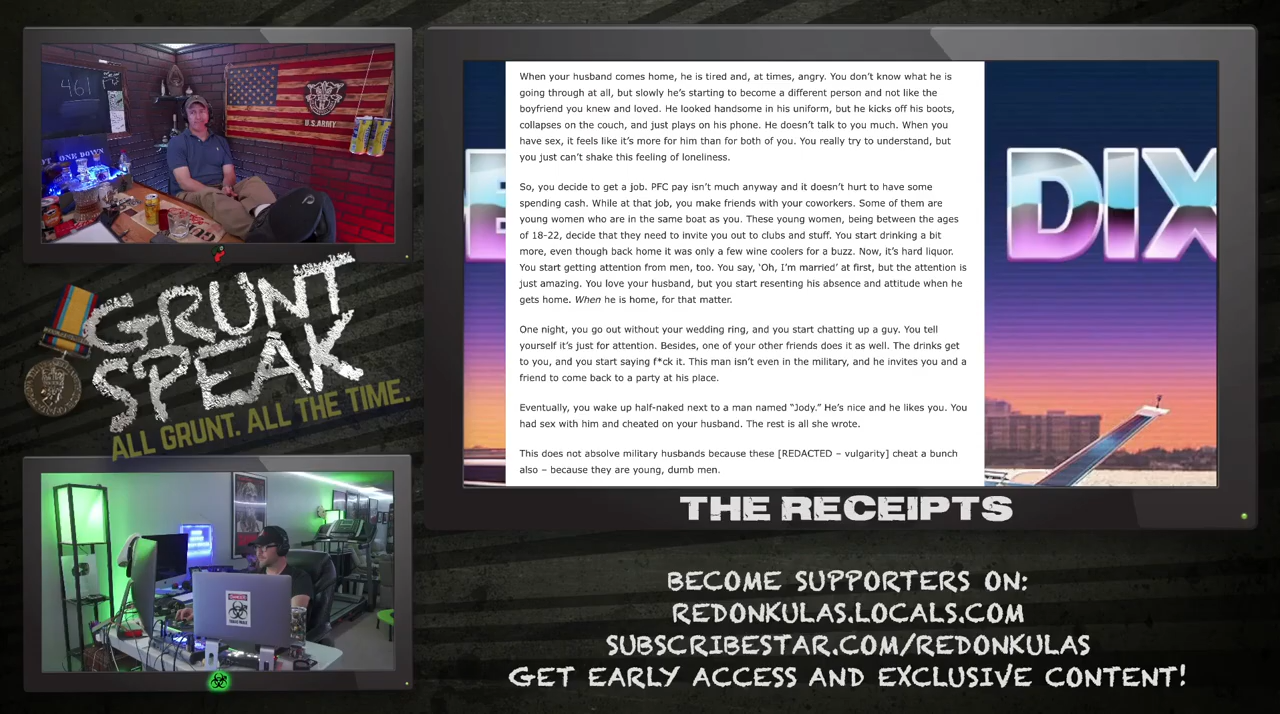 461
U.S. ARMY
ONE DOWN
GRUNT
SPEAK
ALL GRUNT. ALL THE TIME.
When your husband comes home, he is tired and, at times, angry. You don't know what he is
going through at all, but slowly he's starting to become a different person and not like the
boyfriend you knew and loved. He looked handsome in his uniform, but he kicks off his boots,
collapses on the couch, and just plays on his phone. He doesn't talk to you much. When you
have sex, it feels like it's more for him than for both of you. You really try to understand, but
you just can't shake this feeling of loneliness.
So, you decide to get a job. PFC pay isn't much anyway and it doesn't hurt to have some
spending cash. While at that job, you make friends with your coworkers. Some of them are
young women who are in the same boat as you. These young women, being between the ages
of 18-22, decide that they need to invite you out to clubs and stuff. You start drinking a bit
more, even though back home it was only a few wine coolers for a buzz. Now, it's hard liquor.
You start getting attention from men, too. You say, 'Oh, I'm married' at first, but the attention is
just amazing. You love your husband, but you start resenting his absence and attitude when he
gets home. When he is home, for that matter.
One night, you go out without your wedding ring, and you start chatting up a guy. You tell
yourself it's just for attention. Besides, one of your other friends does it as well. The drinks get
to you, and you start saying f*ck it. This man isn't even in the military, and he invites you and a
friend to come back to a party at his place.
Eventually, you wake up half-naked next to a man named "Jody." He's nice and he likes you. You
had sex with him and cheated on your husband. The rest is all she wrote.
This does not absolve military husbands because these [REDACTED – vulgarity] cheat a bunch
also – because they are young, dumb men.
DIX
THE RECEIPTS
BECOME SUPPORTERS ON:
REDONKULAS.LOCALS.COM
SUBSCRIBESTAR.COM/REDONKULAS
GET EARLY ACCESS AND EXCLUSIVE CONTENT!